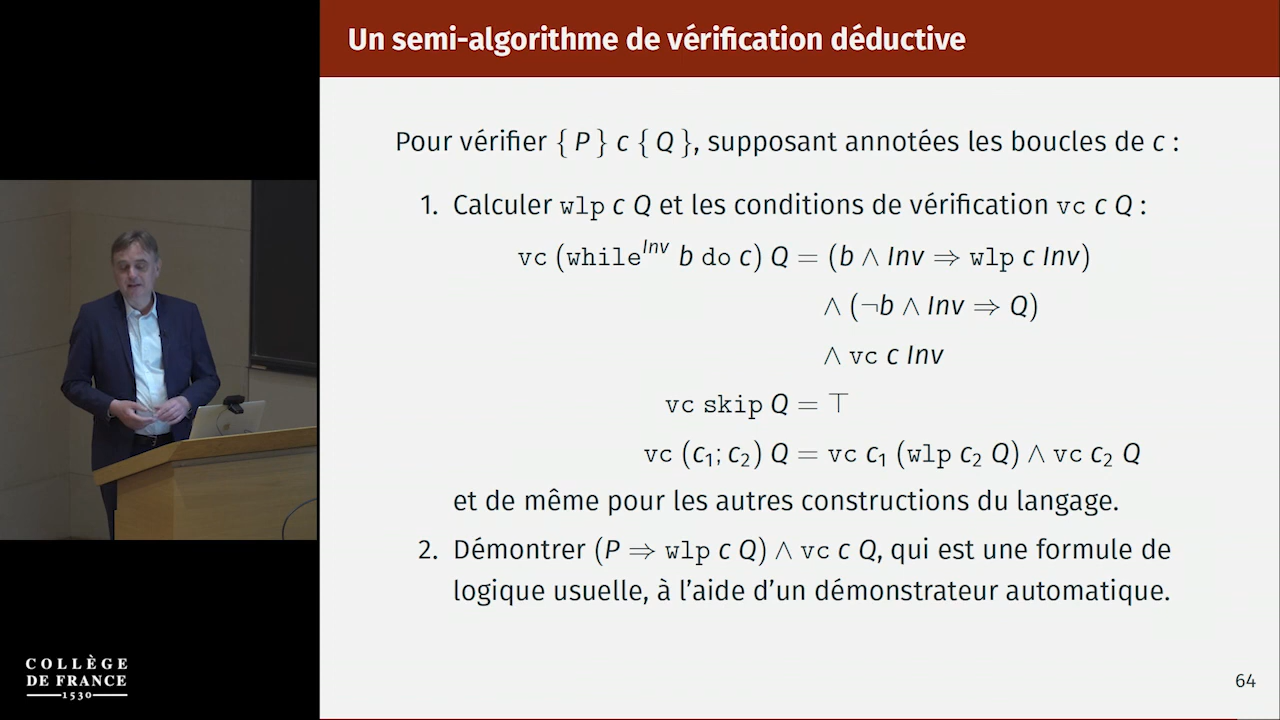 Un semi-algorithme de vérification déductive
Pour vérifier { P } c { Q }, supposant annotées les boucles de c :
1. Calculer wlp c Q et les conditions de vérification vc c Q :
vc (while^Inv b do c) Q = (b ∧ Inv ⇒ wlp c Inv)
∧ (¬b ∧ Inv ⇒ Q)
∧ vc c Inv
vc skip Q = ⊤
vc (c₁; c₂) Q = vc c₁ (wlp c₂ Q) ∧ vc c₂ Q
et de même pour les autres constructions du langage.
2. Démontrer (P ⇒ wlp c Q) ∧ vc c Q, qui est une formule de
logique usuelle, à l’aide d’un démonstrateur automatique.
COLLÈGE
DE FRANCE
1530
64